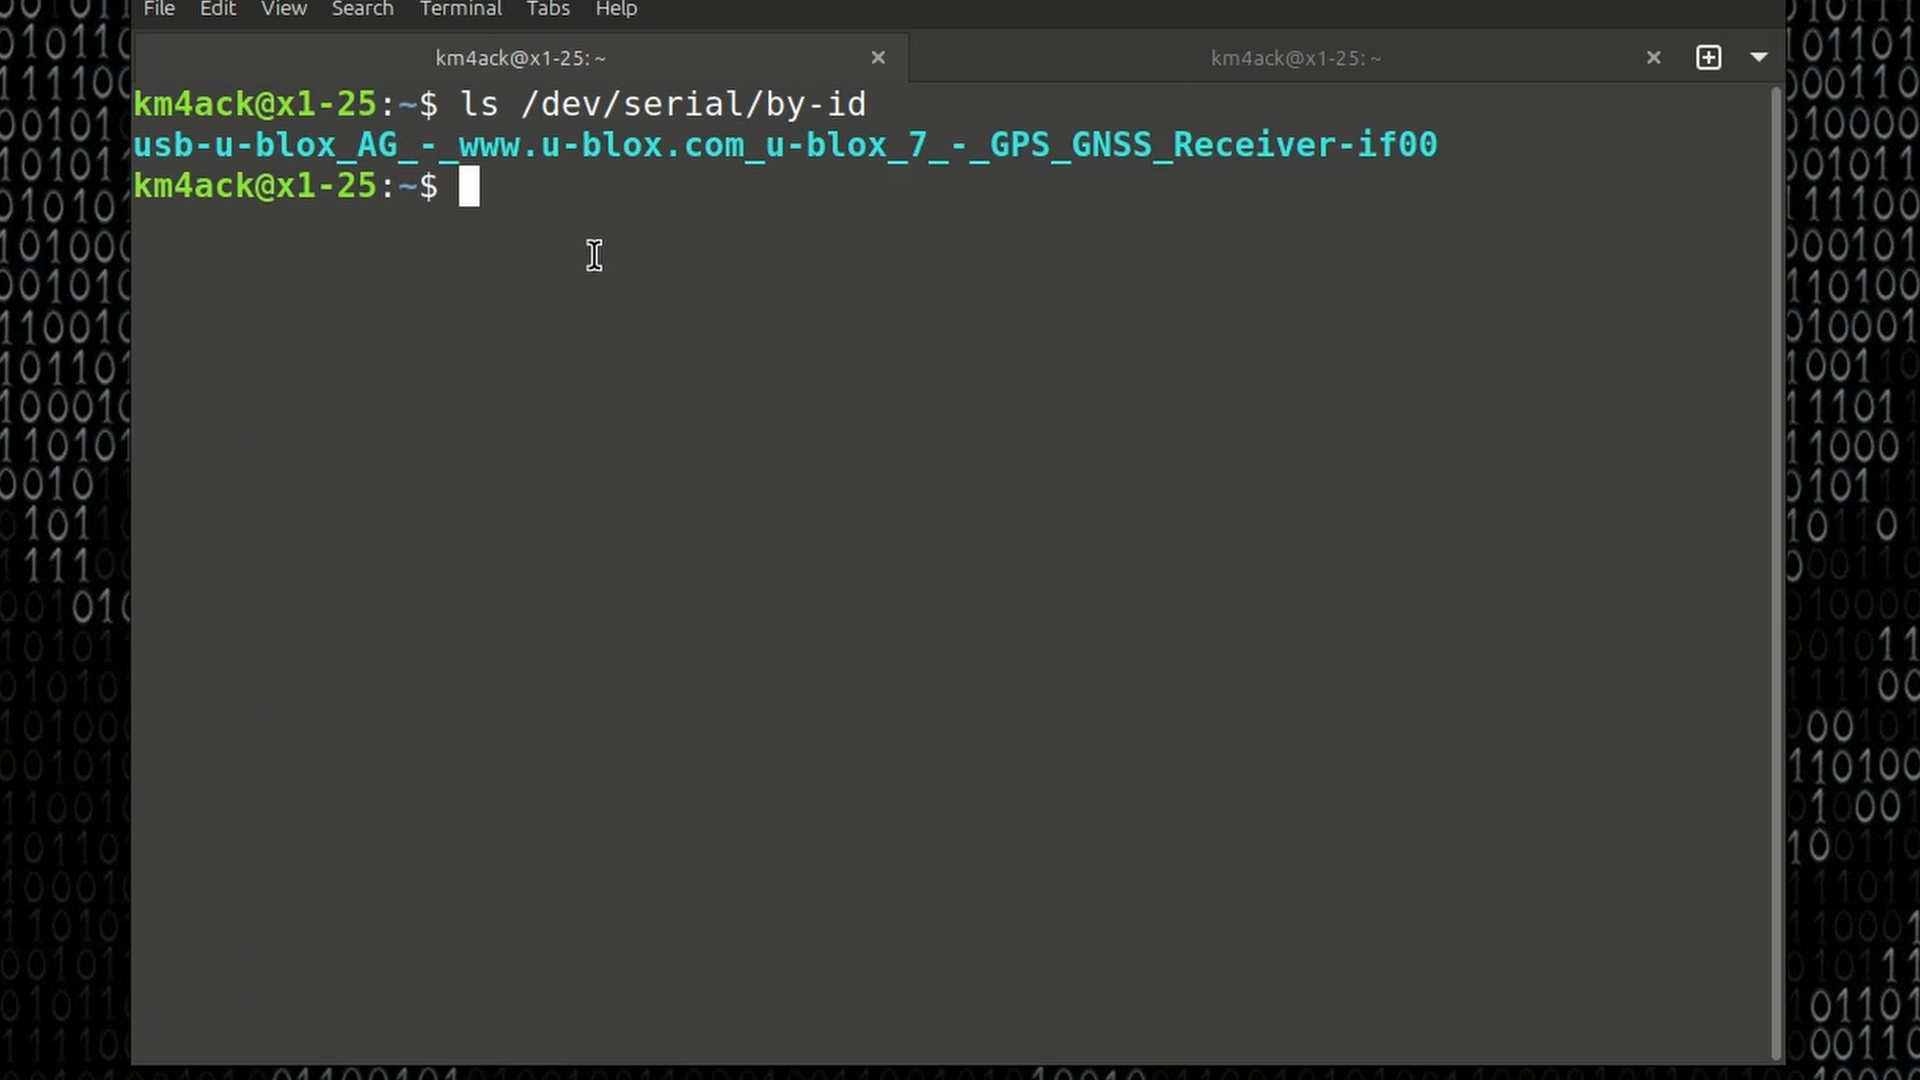 File Edit View Search Terminal Tabs Help
km4ack@x1-25: ~ × km4ack@x1-25: ~ ×
km4ack@x1-25:~$ ls /dev/serial/by-id
usb-u-blox_AG_-_www.u-blox.com_u-blox_7_-_GPS_GNSS_Receiver-if00
km4ack@x1-25:~$